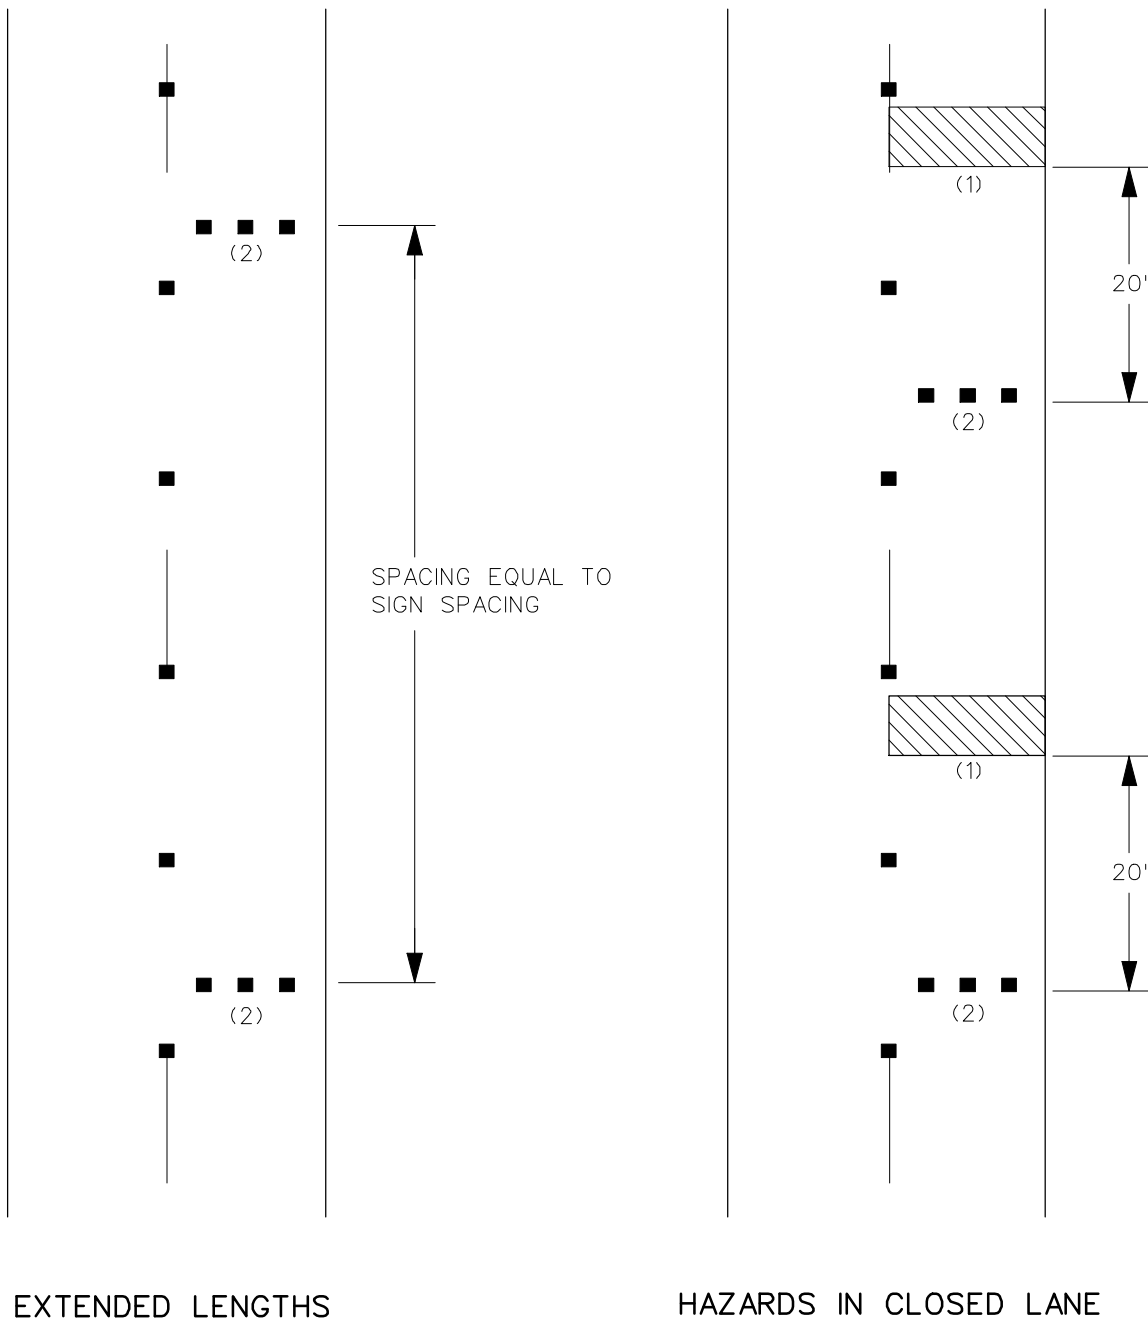 (2)
SPACING EQUAL TO
SIGN SPACING
(2)
EXTENDED LENGTHS
(1)
20'
(2)
(1)
20'
(2)
HAZARDS IN CLOSED LANE